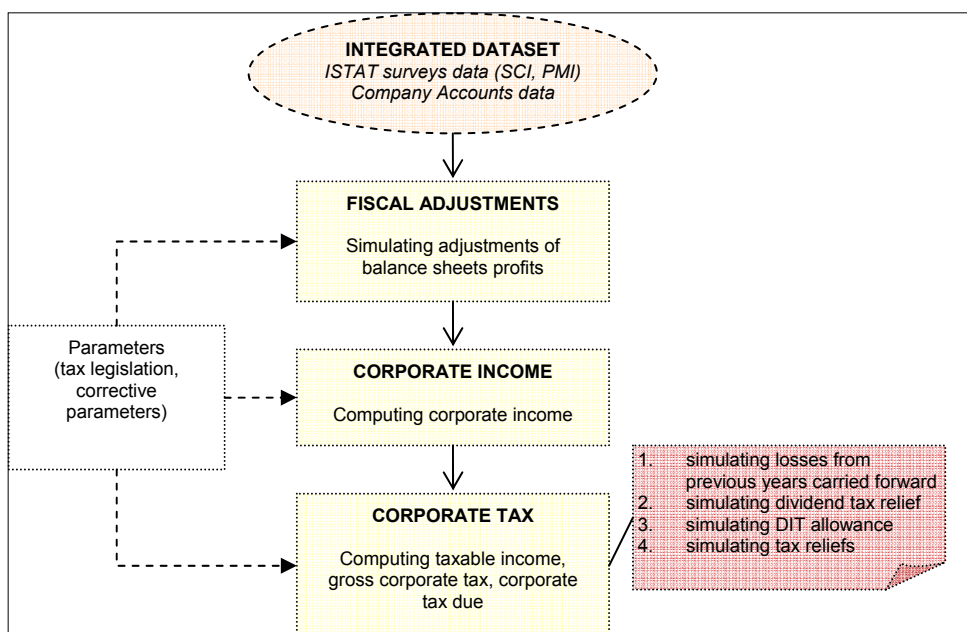 INTEGRATED DATASET
ISTAT surveys data (SCI, PMI)
Company Accounts data
FISCAL ADJUSTMENTS
Simulating adjustments of
balance sheets profits
Parameters
(tax legislation,
corrective
parameters)
CORPORATE INCOME
Computing corporate income
CORPORATE TAX
Computing taxable income,
gross corporate tax, corporate
tax due
1. simulating losses from
previous years carried forward
2. simulating dividend tax relief
3. simulating DIT allowance
4. simulating tax reliefs